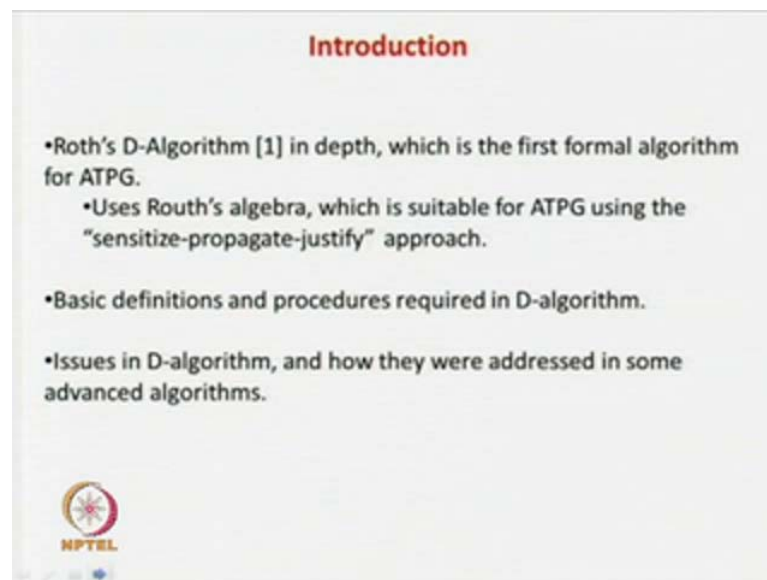 Introduction
•Roth's D-Algorithm [1] in depth, which is the first formal algorithm
for ATPG.
•Uses Routh's algebra, which is suitable for ATPG using the
"sensitize-propagate-justify" approach.
•Basic definitions and procedures required in D-algorithm.
•Issues in D-algorithm, and how they were addressed in some
advanced algorithms.
NPTEL